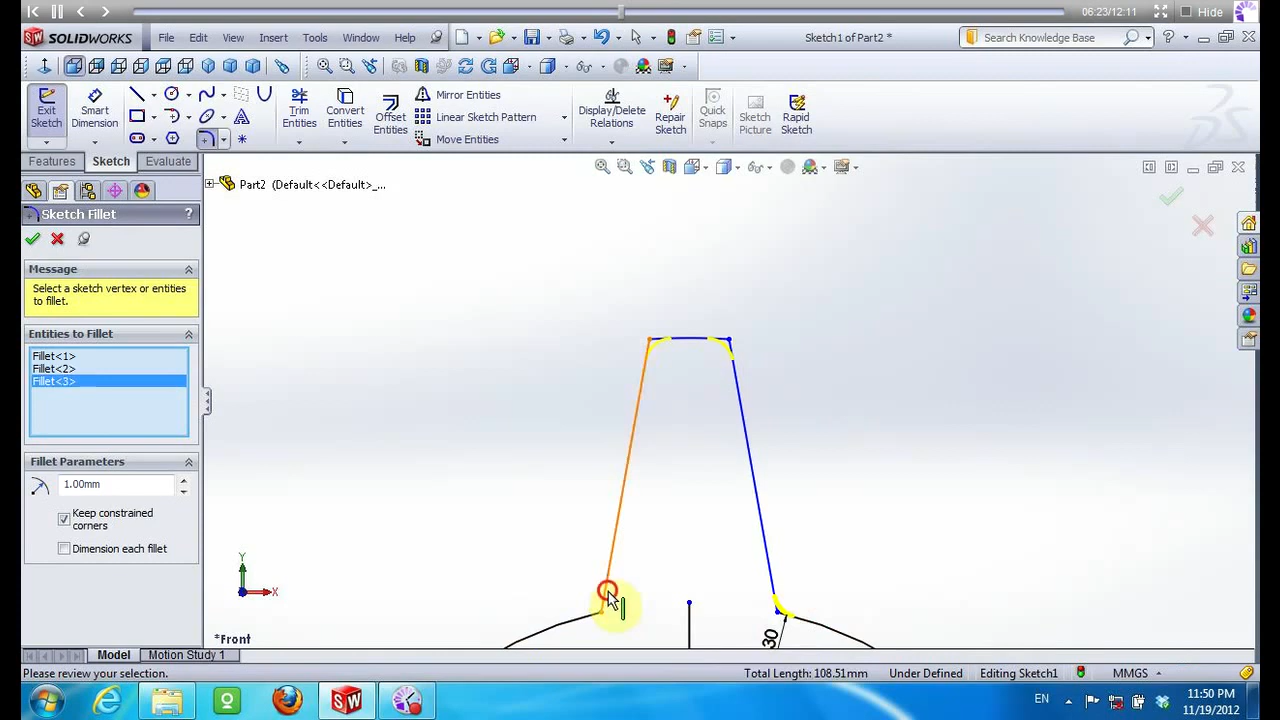 06:23/12:11
Hide
SW SOLIDWORKS
File Edit View Insert Tools Window Help
Sketch1 of Part2 *
Search Knowledge Base
Exit Sketch
Smart Dimension
Trim Entities
Convert Entities
Offset Entities
Mirror Entities
Linear Sketch Pattern
Move Entities
Display/Delete Relations
Repair Sketch
Quick Snaps
Sketch Picture
Rapid Sketch
Features Sketch Evaluate
Part2 (Default<<Default>_...
Sketch Fillet ?
Message
Select a sketch vertex or entities
to fillet.
Entities to Fillet
Fillet<1>
Fillet<2>
Fillet<3>
Fillet Parameters
1.00mm
Keep constrained
corners
Dimension each fillet
Y
X
*Front
30
Model Motion Study 1
Please review your selection.
Total Length: 108.51mm Under Defined Editing Sketch1 MMGS
SW
EN
11:50 PM
11/19/2012